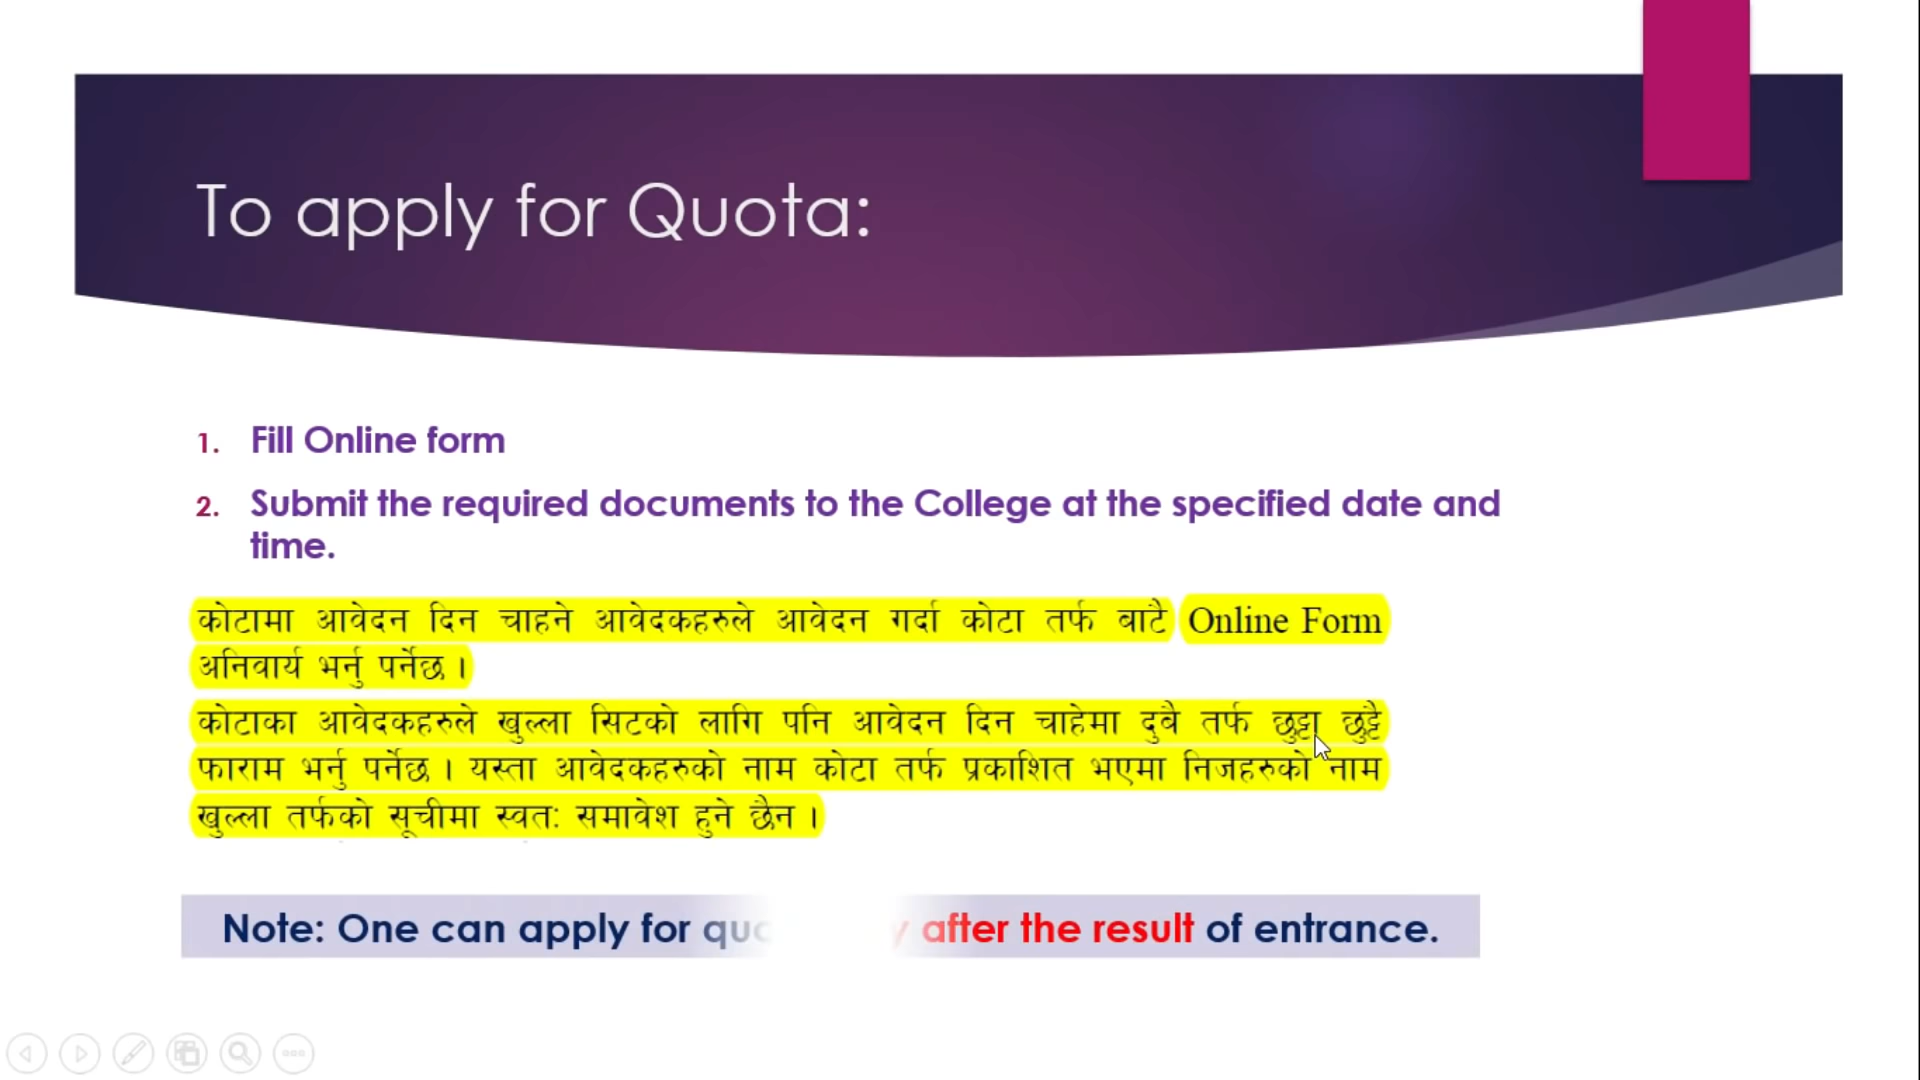 To apply for Quota:
1. Fill Online form
2. Submit the required documents to the College at the specified date and
time.
कोटामा आवेदन दिन चाहने आवेदकहरुले आवेदन गर्दा कोटा तर्फ बाटै Online Form
अनिवार्य भर्नु पर्नेछ ।
कोटाका आवेदकहरुले खुल्ला सिटको लागि पनि आवेदन दिन चाहेमा दुबै तर्फ छुट्टा छुट्टै
फाराम भर्नु पर्नेछ । यस्ता आवेदकहरुको नाम कोटा तर्फ प्रकाशित भएमा निजहरुको नाम
खुल्ला तर्फको सूचीमा स्वतः समावेश हुने छैन ।
Note: One can apply for after the result of entrance.